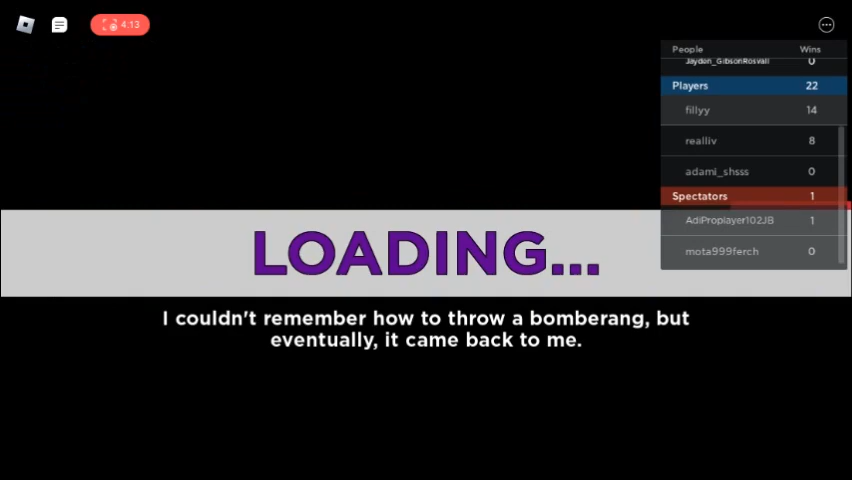 4:13
People Wins
Jayden_GibsonRosvall 0
Players 22
fillyy 14
realliv 8
adami_shsss 0
Spectators 1
AdiProplayer102JB 1
mota999ferch 0
LOADING...
I couldn't remember how to throw a bomberang, but
eventually, it came back to me.